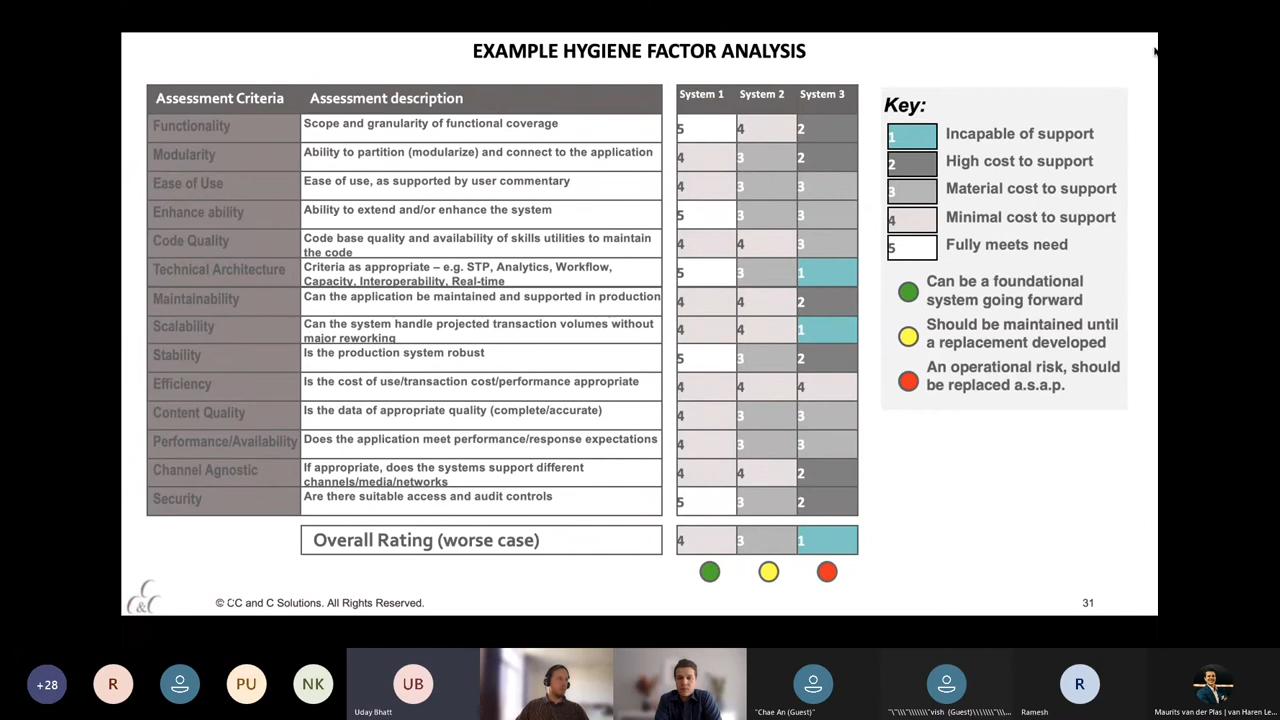 EXAMPLE HYGIENE FACTOR ANALYSIS
Assessment Criteria Assessment description System 1 System 2 System 3
Functionality Scope and granularity of functional coverage 5 4 2
Modularity Ability to partition (modularize) and connect to the application 4 3 2
Ease of Use Ease of use, as supported by user commentary 4 3 3
Enhance ability Ability to extend and/or enhance the system 5 3 3
Code Quality Code base quality and availability of skills utilities to maintain
the code 4 4 3
Technical Architecture Criteria as appropriate – e.g. STP, Analytics, Workflow,
Capacity, Interoperability, Real-time 5 3 1
Maintainability Can the application be maintained and supported in production 4 4 2
Scalability Can the system handle projected transaction volumes without
major reworking 4 4 1
Stability Is the production system robust 5 3 2
Efficiency Is the cost of use/transaction cost/performance appropriate 4 4 4
Content Quality Is the data of appropriate quality (complete/accurate) 4 3 3
Performance/Availability Does the application meet performance/response expectations 4 3 3
Channel Agnostic If appropriate, does the systems support different
channels/media/networks 4 4 2
Security Are there suitable access and audit controls 5 3 2
Overall Rating (worse case) 4 3 1
Key:
1 Incapable of support
2 High cost to support
3 Material cost to support
4 Minimal cost to support
5 Fully meets need
Can be a foundational
system going forward
Should be maintained until
a replacement developed
An operational risk, should
be replaced a.s.a.p.
C
C&C
© CC and C Solutions. All Rights Reserved.
31
+28 R PU NK UB R
Uday Bhatt
"Chae An (Guest)"
Ramesh
Maurits van der Plas | van Haren Le...